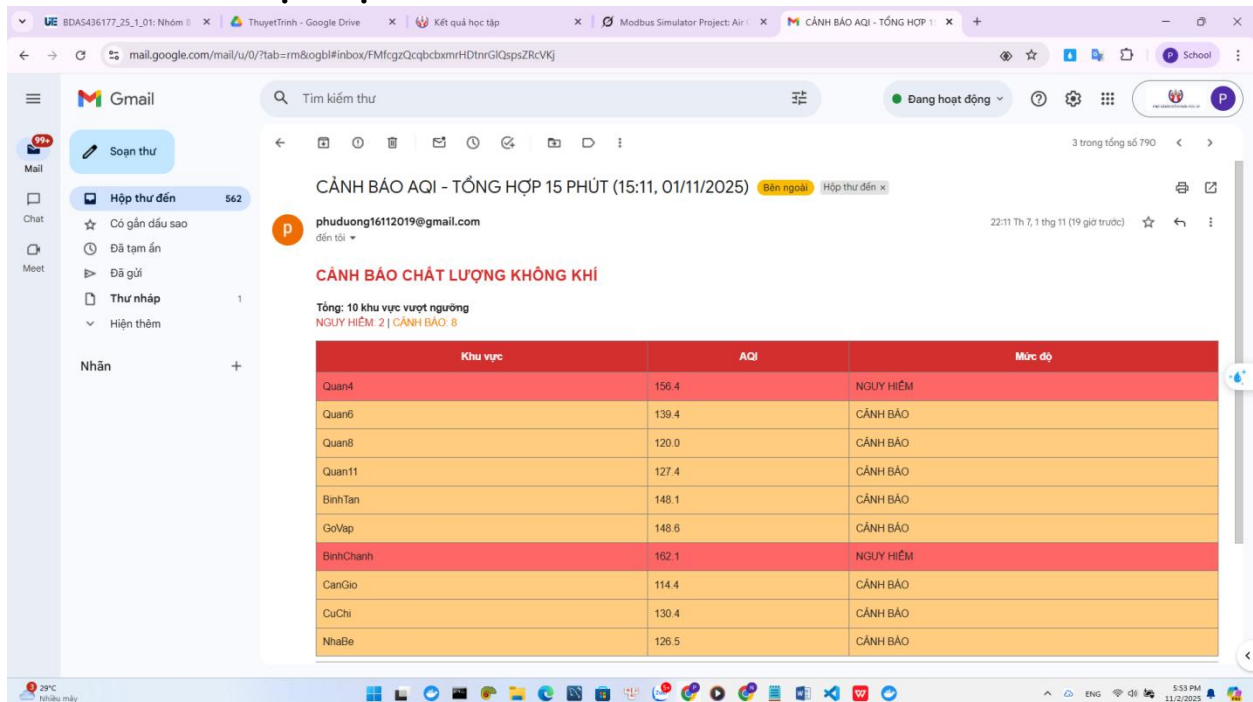 BDAS436177_25_1_01: Nhóm
ThuyetTrinh - Google Drive
Kết quả học tập
Modbus Simulator Project: Air
CẢNH BÁO AQI - TỔNG HỢP 1
mail.google.com/mail/u/0/?tab=rm&ogbl#inbox/FMfcgzQcqbcbxmrHDtnrGlQspsZRcVKj
School
Gmail
Tìm kiếm thư
Đang hoạt động
P
99+
Mail
Chat
Meet
Soạn thư
Hộp thư đến 562
Có gắn dấu sao
Đã tạm ẩn
Đã gửi
Thư nháp 1
Hiện thêm
Nhãn
3 trong tổng số 790
CẢNH BÁO AQI - TỔNG HỢP 15 PHÚT (15:11, 01/11/2025) Bên ngoài Hộp thư đến x
p
phuduong16112019@gmail.com
22:11 Th 7, 1 thg 11 (19 giờ trước)
đến tôi
CẢNH BÁO CHẤT LƯỢNG KHÔNG KHÍ
Tổng: 10 khu vực vượt ngưỡng
NGUY HIỂM: 2 | CẢNH BÁO: 8
Khu vực AQI Mức độ
Quan4 156.4 NGUY HIỂM
Quan6 139.4 CẢNH BÁO
Quan8 120.0 CẢNH BÁO
Quan11 127.4 CẢNH BÁO
BinhTan 148.1 CẢNH BÁO
GoVap 148.6 CẢNH BÁO
BinhChanh 162.1 NGUY HIỂM
CanGio 114.4 CẢNH BÁO
CuChi 130.4 CẢNH BÁO
NhaBe 126.5 CẢNH BÁO
29°C
Nhiều mây
ENG
5:53 PM
11/2/2025